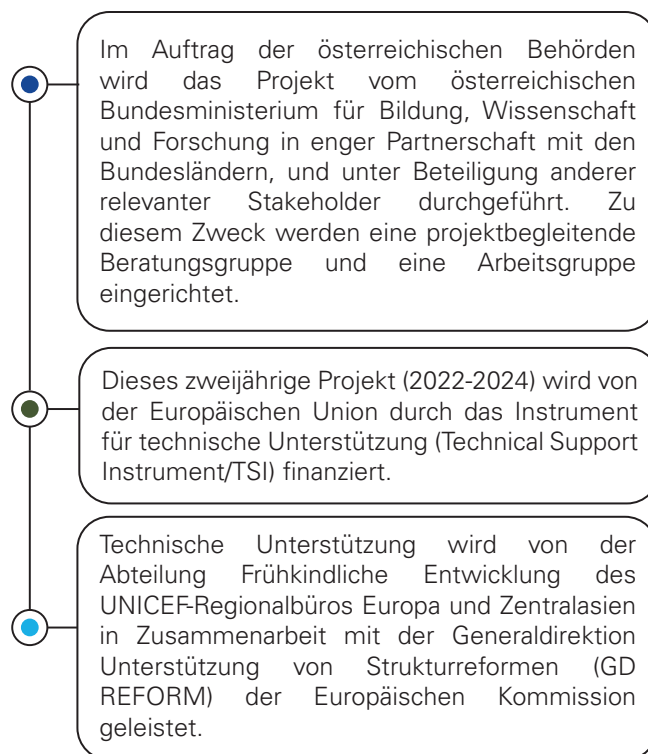 Im Auftrag der österreichischen Behörden
wird das Projekt vom österreichischen
Bundesministerium für Bildung, Wissenschaft
und Forschung in enger Partnerschaft mit den
Bundesländern, und unter Beteiligung anderer
relevanter Stakeholder durchgeführt. Zu
diesem Zweck werden eine projektbegleitende
Beratungsgruppe und eine Arbeitsgruppe
eingerichtet.
Dieses zweijährige Projekt (2022-2024) wird von
der Europäischen Union durch das Instrument
für technische Unterstützung (Technical Support
Instrument/TSI) finanziert.
Technische Unterstützung wird von der
Abteilung Frühkindliche Entwicklung des
UNICEF-Regionalbüros Europa und Zentralasien
in Zusammenarbeit mit der Generaldirektion
Unterstützung von Strukturreformen (GD
REFORM) der Europäischen Kommission
geleistet.